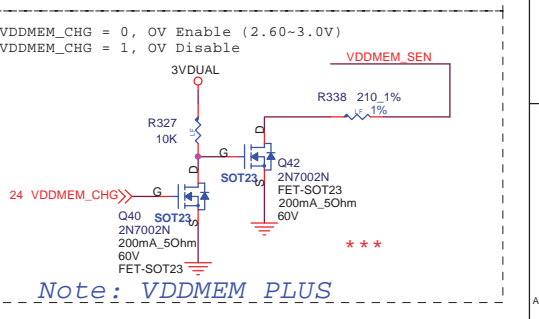 VDDMEM_CHG = 0, OV Enable (2.60~3.0V)
VDDMEM_CHG = 1, OV Disable
VDDMEM_SEN
3VDUAL
R338 210_1%
LF 1%
R327
10K
LF
D
G
Q42
2N7002N
SOT23
FET-SOT23
200mA_5Ohm
60V
S
D
24 VDDMEM_CHG
G
SOT23
S
Q40
2N7002N
200mA_5Ohm
60V
FET-SOT23
***
Note: VDDMEM PLUS
A